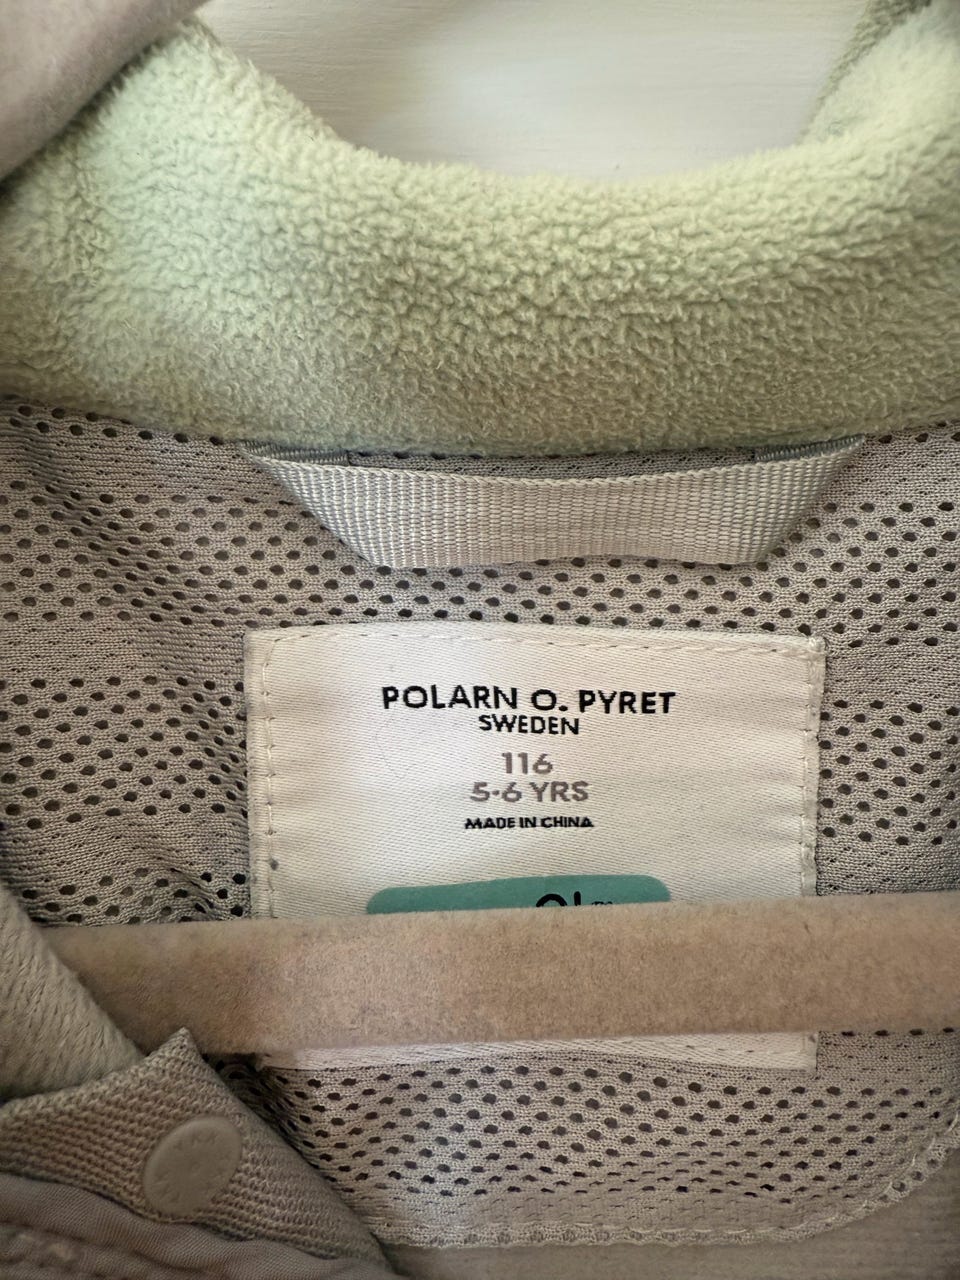 POLARN O. PYRET
SWEDEN
116
5-6 YRS
MADE IN CHINA